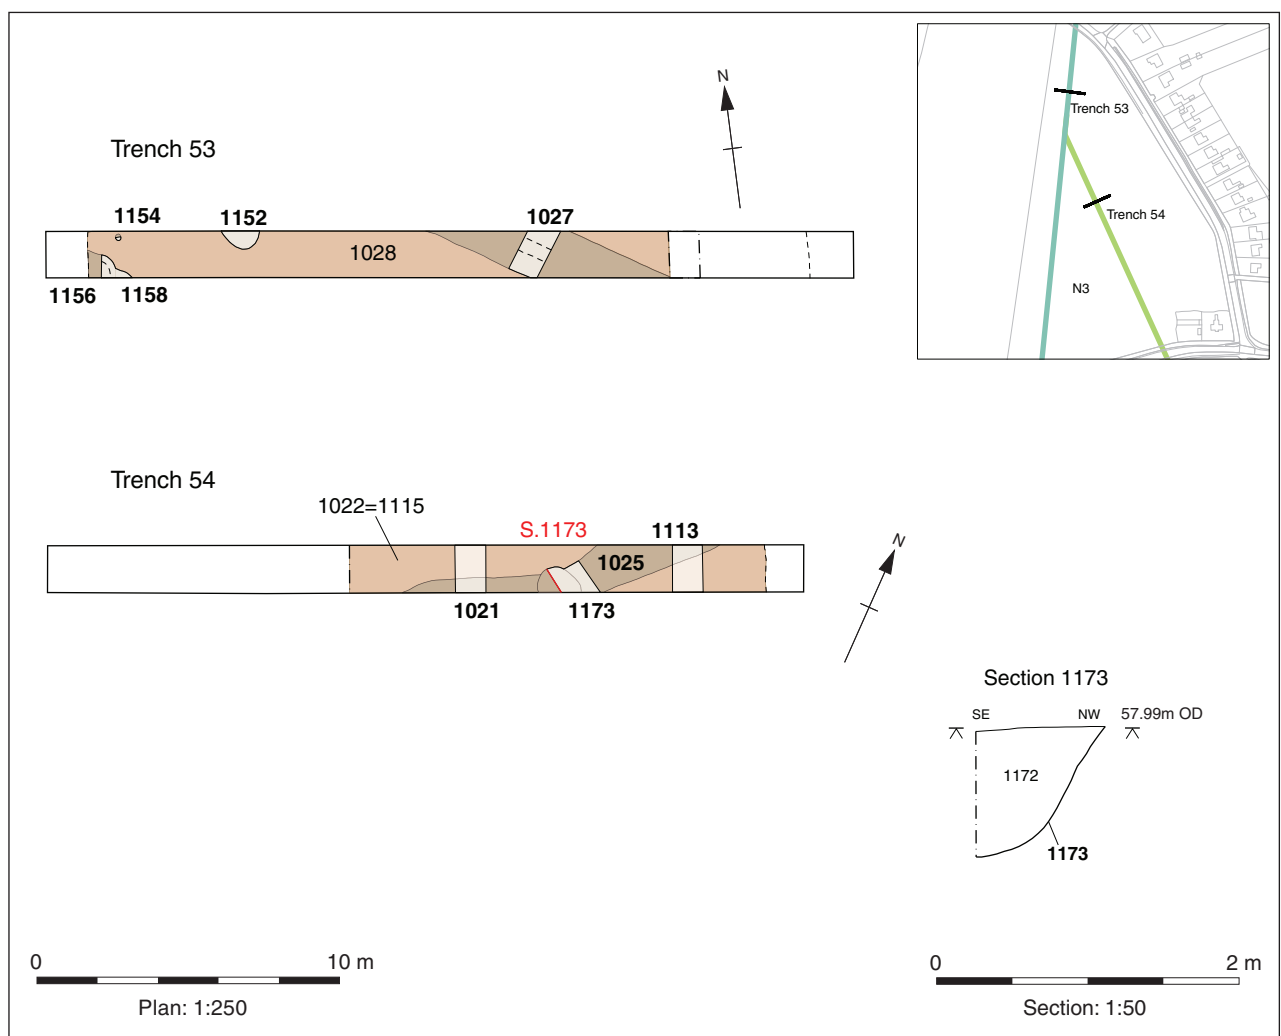 N
Trench 53
1154
1152
1027
1028
1156
1158
Trench 53
Trench 54
N3
Trench 54
1022=1115
S.1173
1113
1025
1021
1173
N
Section 1173
SE
NW
57.99m OD
1172
1173
0
10 m
Plan: 1:250
0
2 m
Section: 1:50